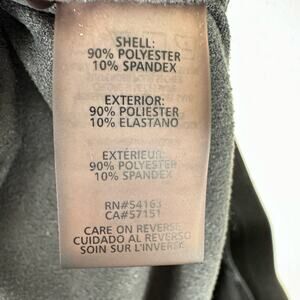 SHELL:
90% POLYESTER
10% SPANDEX
EXTERIOR:
90% POLIESTER
10% ELASTANO
EXTÉRIEUR:
90% POLYESTER
10% SPANDEX
RN#54163
CA#57151
CARE ON REVERSE
CUIDADO AL REVERSO
SOIN SUR L'INVERSE